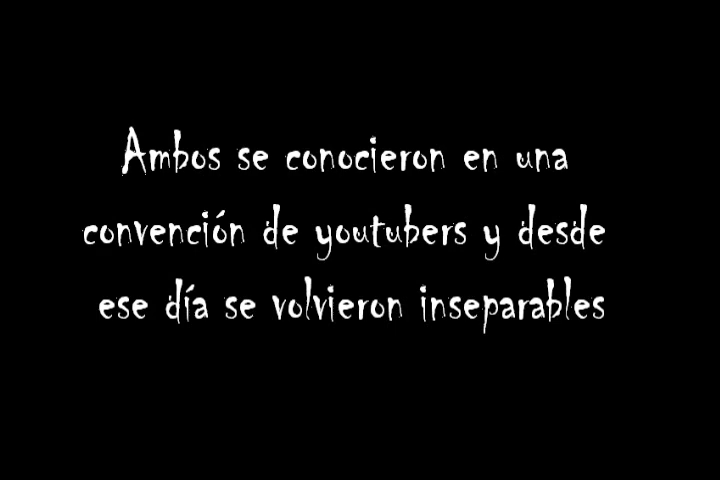 Ambos se conocieron en una
convención de youtubers y desde
ese día se volvieron inseparables